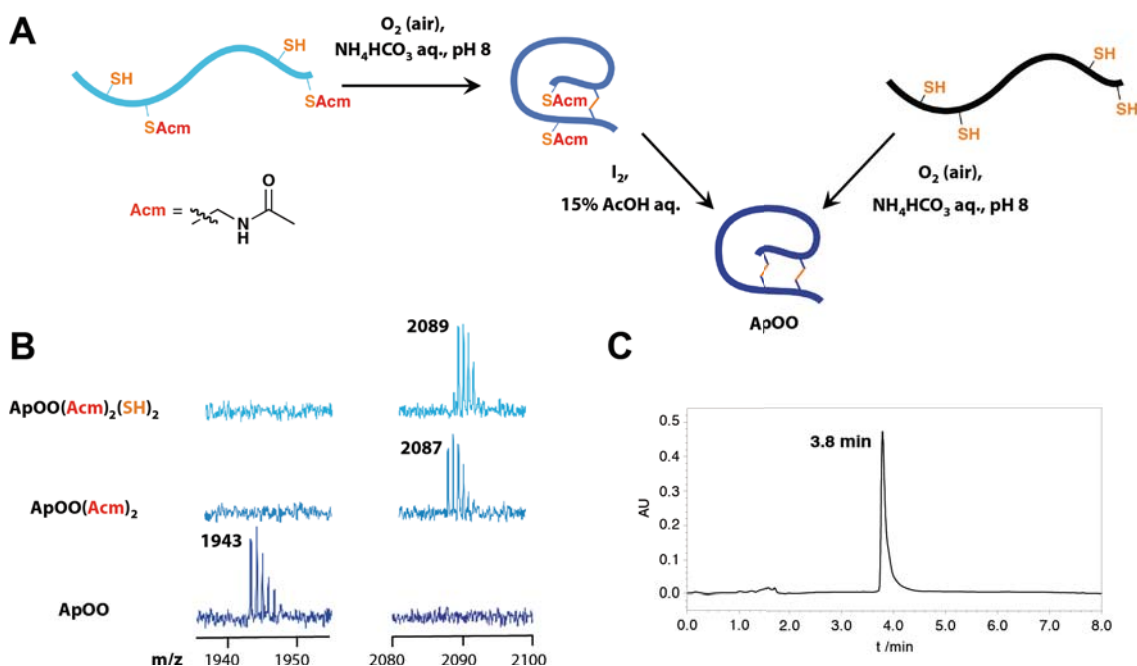 A
O₂ (air),
NH₄HCO₃ aq., pH 8
SH
SAcm
SAcm
SAcm
SAcm
SH
SH
SH
SH
I₂,
15% AcOH aq.
O₂ (air),
NH₄HCO₃ aq., pH 8
Acm =
O
N
H
ApOO
B
2089
ApOO(Acm)₂(SH)₂
2087
ApOO(Acm)₂
1943
ApOO
m/z
1940
1950
2080
2090
2100
C
3.8 min
AU
0.5
0.4
0.3
0.2
0.1
0.0
0.0
1.0
2.0
3.0
4.0
5.0
6.0
7.0
8.0
t /min